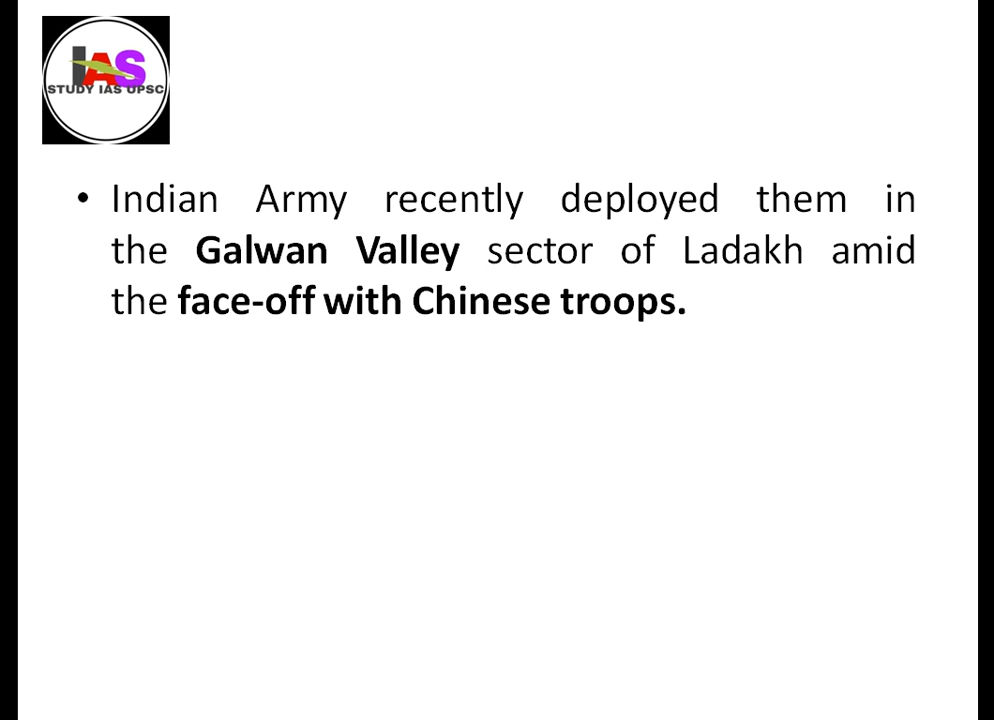 IAS
STUDY IAS UPSC
• Indian Army recently deployed them in
the Galwan Valley sector of Ladakh amid
the face-off with Chinese troops.